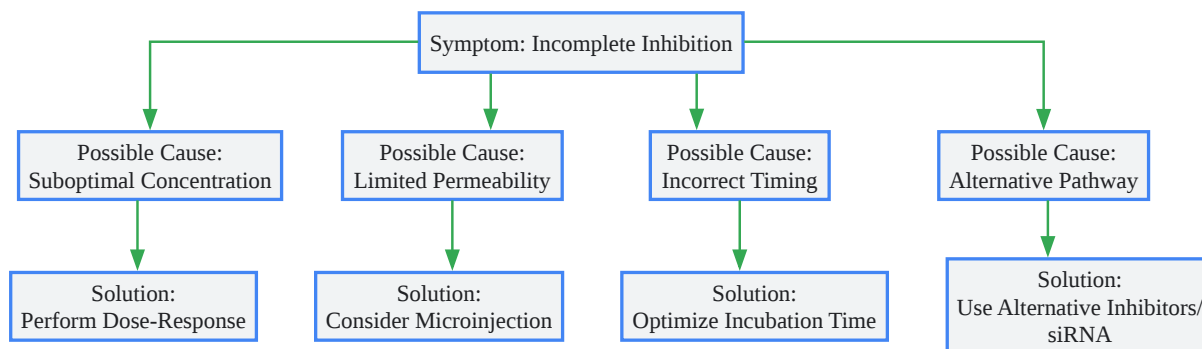 Symptom: Incomplete Inhibition
Possible Cause:
Suboptimal Concentration
Possible Cause:
Limited Permeability
Possible Cause:
Incorrect Timing
Possible Cause:
Alternative Pathway
Solution:
Perform Dose-Response
Solution:
Consider Microinjection
Solution:
Optimize Incubation Time
Solution:
Use Alternative Inhibitors/
siRNA